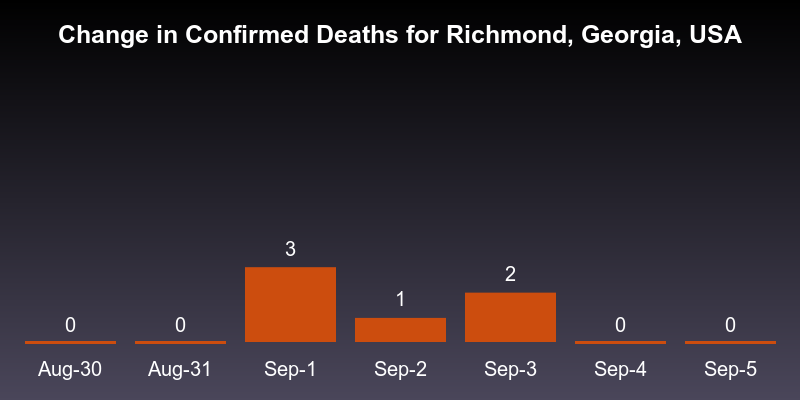 Change in Confirmed Deaths for Richmond, Georgia, USA
0 0 3 1 2 0 0
Aug-30 Aug-31 Sep-1 Sep-2 Sep-3 Sep-4 Sep-5